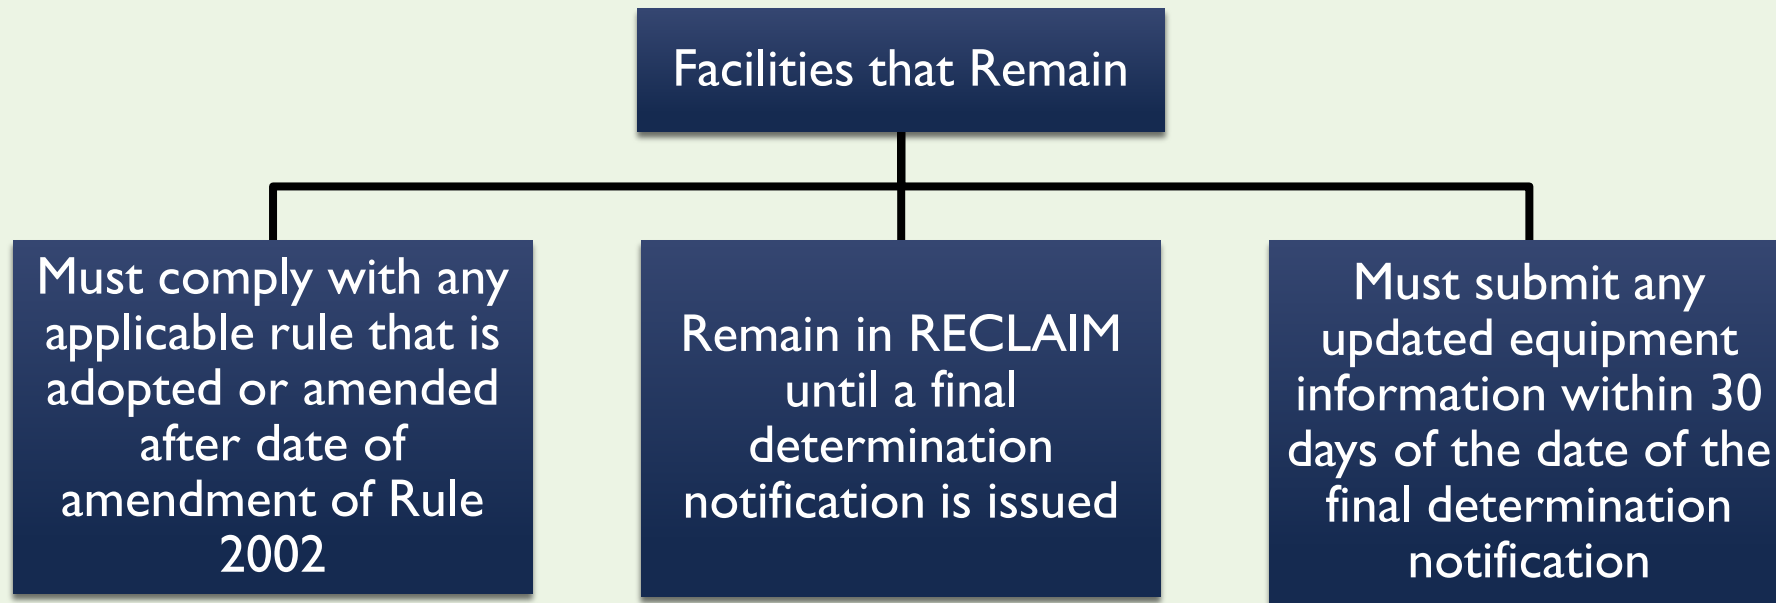 Facilities that Remain
Must comply with any
applicable rule that is
adopted or amended
after date of
amendment of Rule
2002
Remain in RECLAIM
until a final
determination
notification is issued
Must submit any
updated equipment
information within 30
days of the date of the
final determination
notification